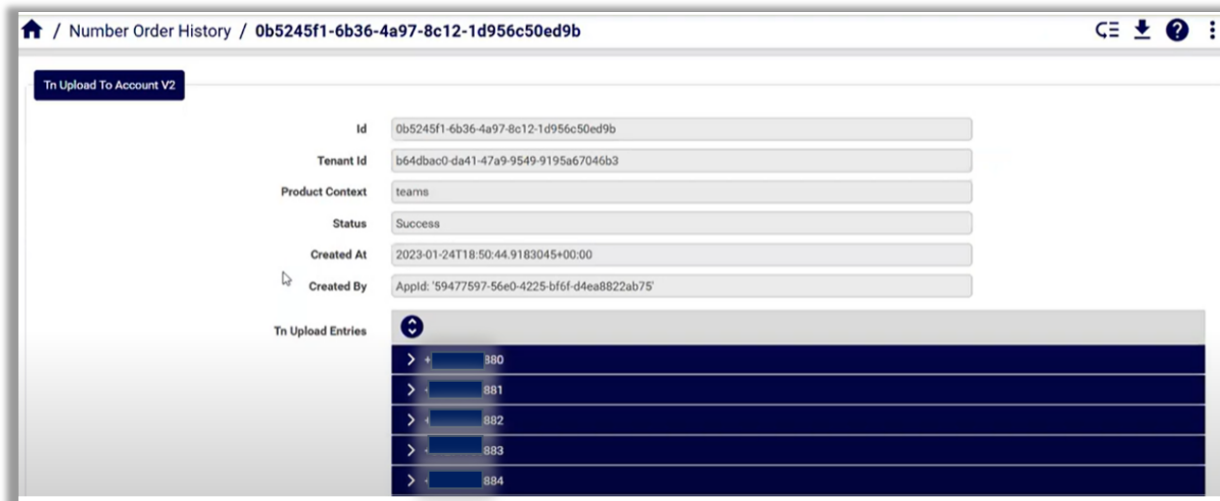 / Number Order History / 0b5245f1-6b36-4a97-8c12-1d956c50ed9b
Tn Upload To Account V2
Id 0b5245f1-6b36-4a97-8c12-1d956c50ed9b
Tenant Id b64dbac0-da41-47a9-9549-9195a67046b3
Product Context teams
Status Success
Created At 2023-01-24T18:50:44.9183045+00:00
Created By AppId: '59477597-56e0-4225-bf6f-d4ea8822ab75'
Tn Upload Entries
+ 880
881
882
883
884